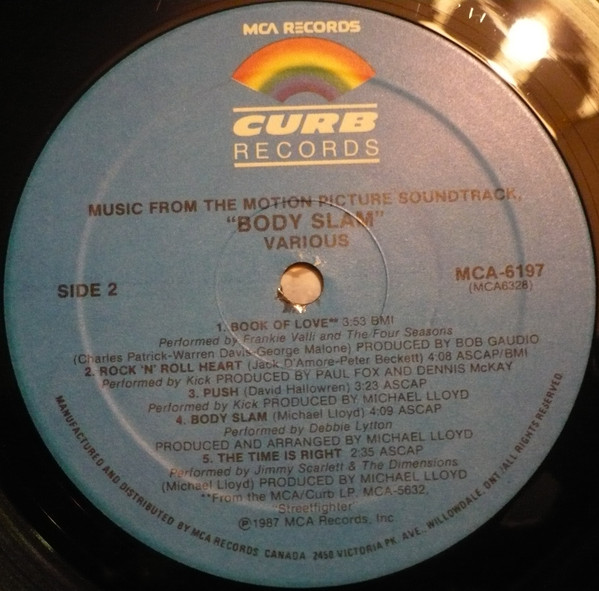 MCA RECORDS
CURB
RECORDS
MUSIC FROM THE MOTION PICTURE SOUNDTRACK,
"BODY SLAM"
VARIOUS
SIDE 2
MCA-6197
(MCA6328)
1. BOOK OF LOVE** 3:53 BMI
Performed by Frankie Valli and The Four Seasons
(Charles Patrick-Warren Davis-George Malone) PRODUCED BY BOB GAUDIO
2. ROCK 'N' ROLL HEART (Jack D'Amore-Peter Beckett) 4:08 ASCAP/BMI
Performed by Kick PRODUCED BY PAUL FOX AND DENNIS McKAY
3. PUSH (David Hallowren) 3:23 ASCAP
Performed by Kick PRODUCED BY MICHAEL LLOYD
4. BODY SLAM (Michael Lloyd) 4:09 ASCAP
Performed by Debbie Lytton
PRODUCED AND ARRANGED BY MICHAEL LLOYD
5. THE TIME IS RIGHT 2:35 ASCAP
Performed by Jimmy Scarlett & The Dimensions
(Michael Lloyd) PRODUCED BY MICHAEL LLOYD
**From the MCA/Curb LP, MCA-5632,
'Streetfighter'
℗1987 MCA Records, Inc
MANUFACTURED AND DISTRIBUTED BY MCA RECORDS CANADA - 2450 VICTORIA PK. AVE., WILLOWDALE, ONT./ALL RIGHTS RESERVED.